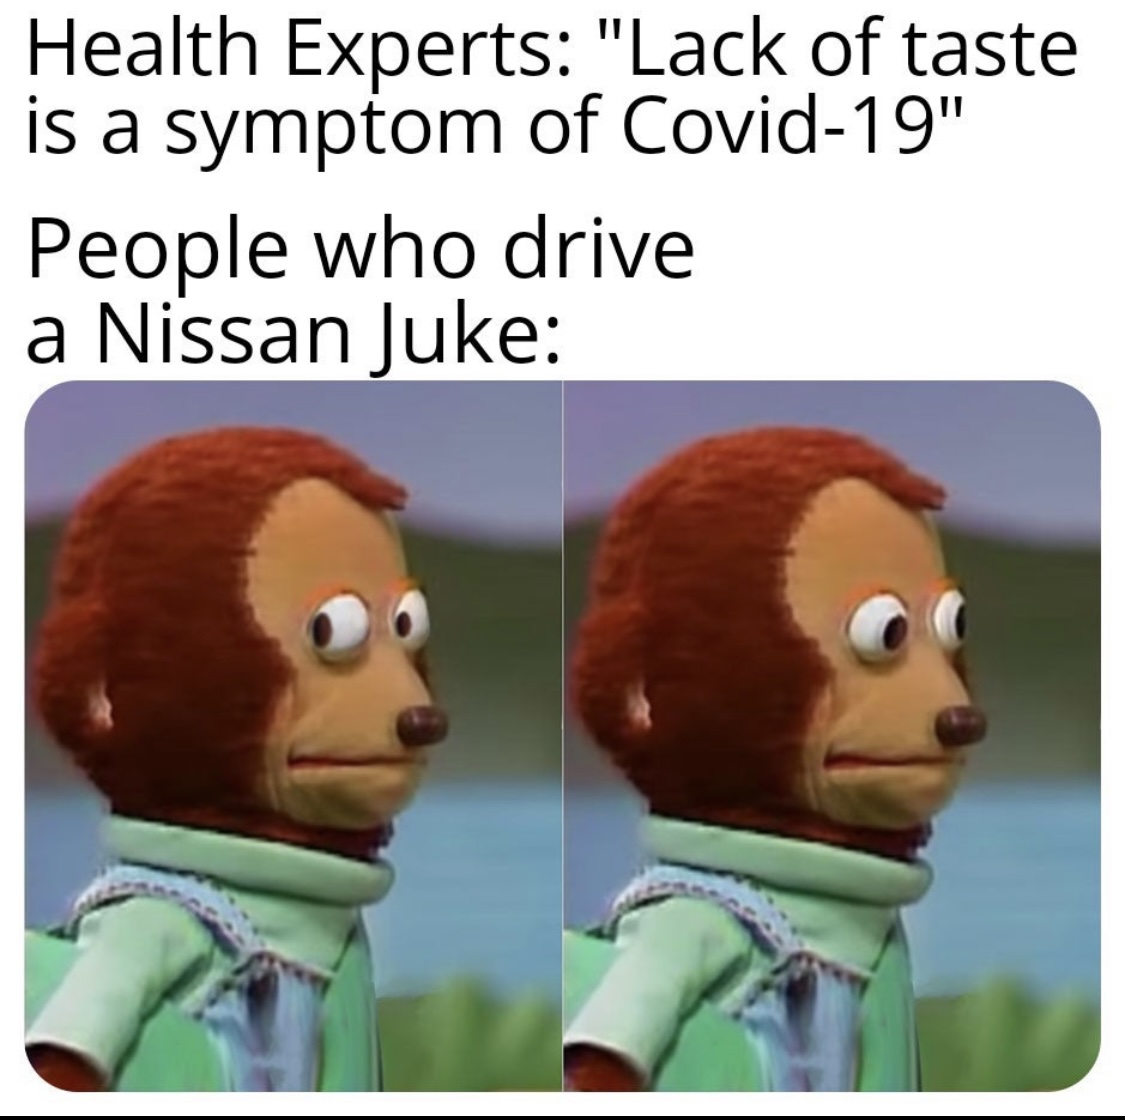 Health Experts: "Lack of taste
is a symptom of Covid-19"
People who drive
a Nissan Juke: